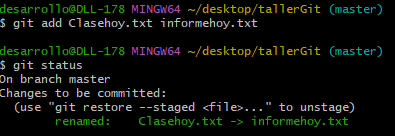 desarrollo@DLL-178 MINGW64 ~/desktop/tallerGit (master)
$ git add Clasehoy.txt informehoy.txt
desarrollo@DLL-178 MINGW64 ~/desktop/tallerGit (master)
$ git status
On branch master
Changes to be committed:
(use "git restore --staged <file>..." to unstage)
renamed: Clasehoy.txt -> informehoy.txt